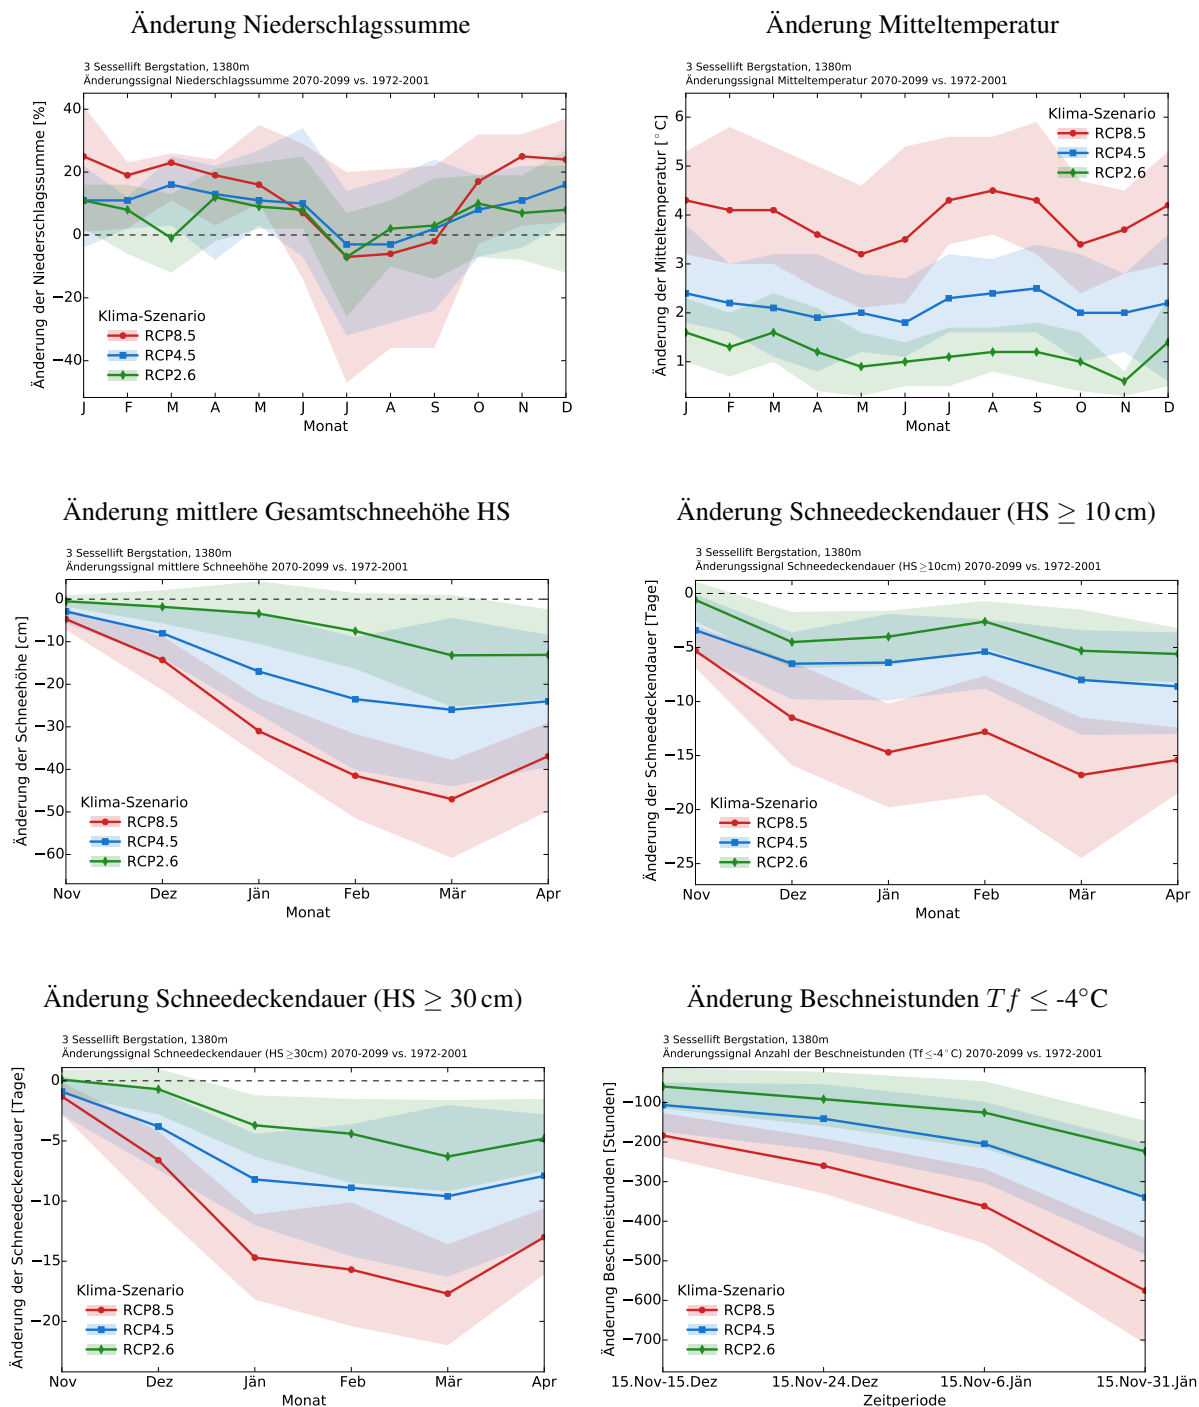 Änderung Niederschlagssumme
3 Sessellift Bergstation, 1380m
Änderungssignal Niederschlagssumme 2070-2099 vs. 1972-2001
Änderung der Niederschlagssumme [%]
40
20
0
−20
−40
Klima-Szenario
RCP8.5
RCP4.5
RCP2.6
J F M A M J J A S O N D
Monat
Änderung Mitteltemperatur
3 Sessellift Bergstation, 1380m
Änderungssignal Mitteltemperatur 2070-2099 vs. 1972-2001
Änderung der Mitteltemperatur [°C]
6
5
4
3
2
1
Klima-Szenario
RCP8.5
RCP4.5
RCP2.6
J F M A M J J A S O N D
Monat
Änderung mittlere Gesamtschneehöhe HS
3 Sessellift Bergstation, 1380m
Änderungssignal mittlere Schneehöhe 2070-2099 vs. 1972-2001
Änderung der Schneehöhe [cm]
0
−10
−20
−30
−40
−50
−60
Klima-Szenario
RCP8.5
RCP4.5
RCP2.6
Nov Dez Jän Feb Mär Apr
Monat
Änderung Schneedeckendauer (HS ≥ 10 cm)
3 Sessellift Bergstation, 1380m
Änderungssignal Schneedeckendauer (HS ≥10cm) 2070-2099 vs. 1972-2001
Änderung der Schneedeckendauer [Tage]
0
−5
−10
−15
−20
−25
Klima-Szenario
RCP8.5
RCP4.5
RCP2.6
Nov Dez Jän Feb Mär Apr
Monat
Änderung Schneedeckendauer (HS ≥ 30 cm)
3 Sessellift Bergstation, 1380m
Änderungssignal Schneedeckendauer (HS ≥30cm) 2070-2099 vs. 1972-2001
Änderung der Schneedeckendauer [Tage]
0
−5
−10
−15
−20
Klima-Szenario
RCP8.5
RCP4.5
RCP2.6
Nov Dez Jän Feb Mär Apr
Monat
Änderung Beschneistunden Tf ≤ -4°C
3 Sessellift Bergstation, 1380m
Änderungssignal Anzahl der Beschneistunden (Tf ≤-4°C) 2070-2099 vs. 1972-2001
Änderung Beschneistunden [Stunden]
−100
−200
−300
−400
−500
−600
−700
Klima-Szenario
RCP8.5
RCP4.5
RCP2.6
15.Nov-15.Dez 15.Nov-24.Dez 15.Nov-6.Jän 15.Nov-31.Jän
Zeitperiode